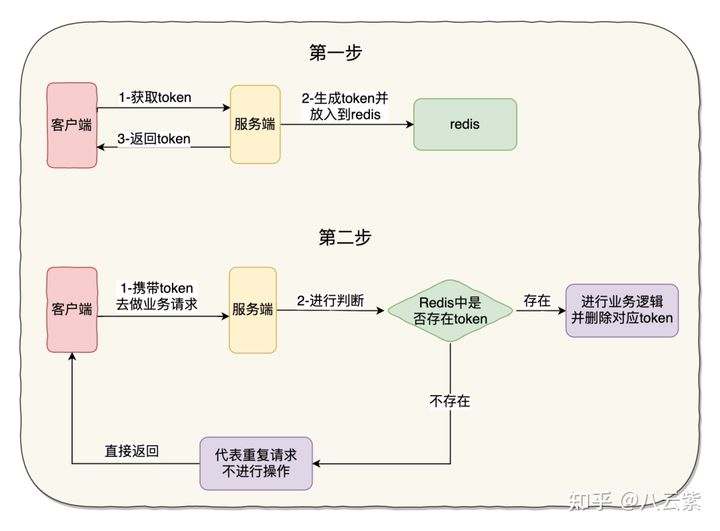 第一步
1-获取token
客户端
3-返回token
服务端
2-生成token并
放入到redis
redis
第二步
客户端
1-携带token
去做业务请求
服务端
2-进行判断
Redis中是
否存在token
存在
进行业务逻辑
并删除对应token
不存在
直接返回
代表重复请求
不进行操作
知乎 @八云紫